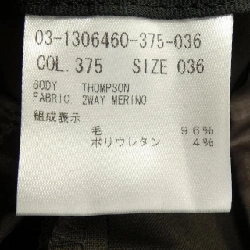 03-1306460-375-036
COL. 375 SIZE 036
BODY THOMPSON
FABRIC 2WAY MERINO
組成表示
毛 96%
ポリウレタン 4%